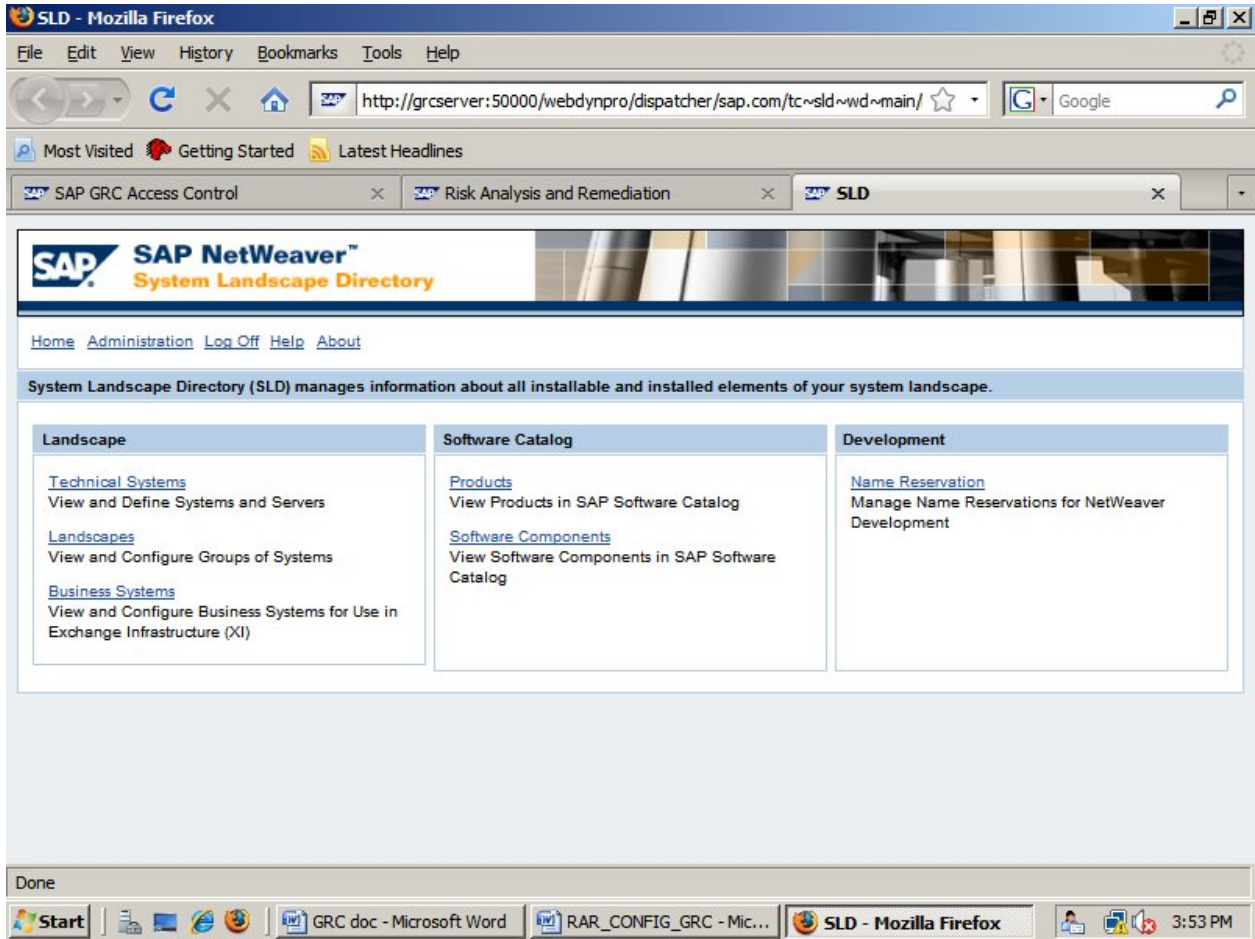 SLD - Mozilla Firefox
File Edit View History Bookmarks Tools Help
SAP http://grcserver:50000/webdynpro/dispatcher/sap.com/tc~sld~wd~main/ G Google
Most Visited Getting Started Latest Headlines
SAP SAP GRC Access Control SAP Risk Analysis and Remediation SAP SLD
SAP SAP NetWeaver™
System Landscape Directory
Home Administration Log Off Help About
System Landscape Directory (SLD) manages information about all installable and installed elements of your system landscape.
Landscape
Technical Systems
View and Define Systems and Servers
Landscapes
View and Configure Groups of Systems
Business Systems
View and Configure Business Systems for Use in
Exchange Infrastructure (XI)
Software Catalog
Products
View Products in SAP Software Catalog
Software Components
View Software Components in SAP Software
Catalog
Development
Name Reservation
Manage Name Reservations for NetWeaver
Development
Done
Start GRC doc - Microsoft Word RAR_CONFIG_GRC - Mic... SLD - Mozilla Firefox 3:53 PM